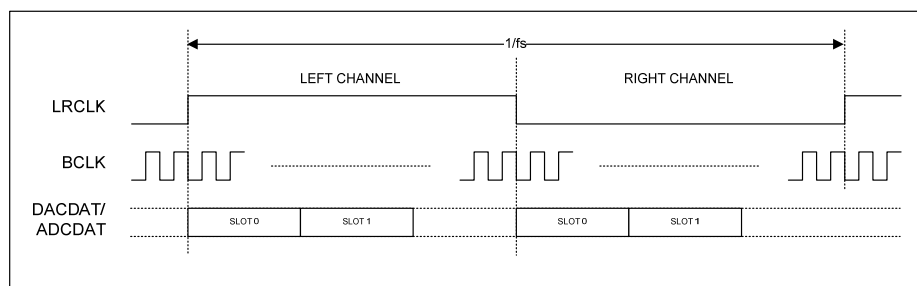 1/fs
LEFT CHANNEL RIGHT CHANNEL
LRCLK
BCLK
DACDAT/
ADCDAT
SLOT 0 SLOT 1 SLOT 0 SLOT 1